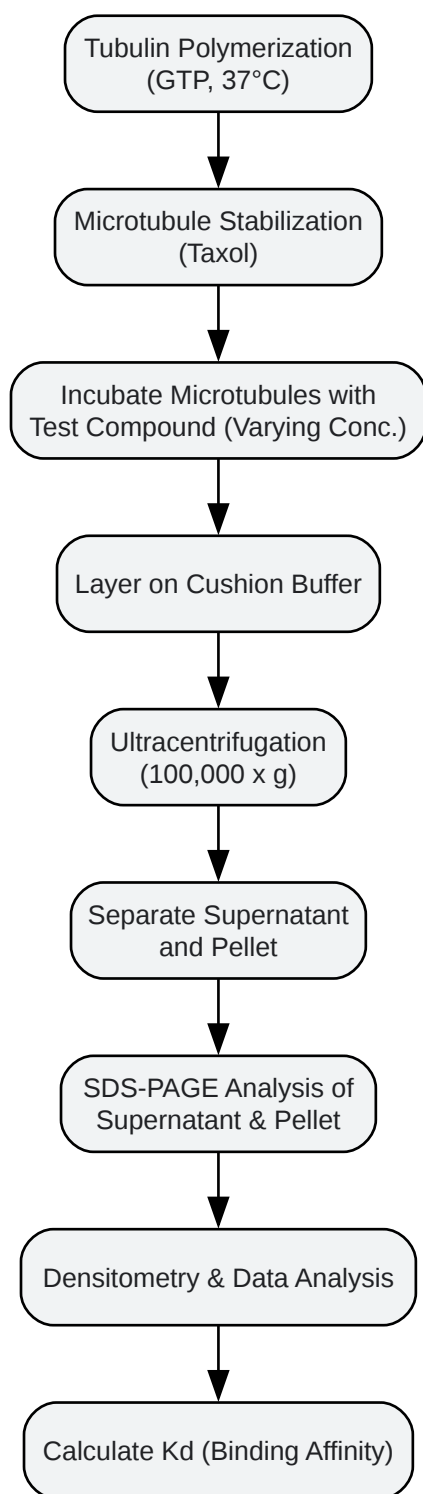 Tubulin Polymerization
(GTP, 37°C)
Microtubule Stabilization
(Taxol)
Incubate Microtubules with
Test Compound (Varying Conc.)
Layer on Cushion Buffer
Ultracentrifugation
(100,000 x g)
Separate Supernatant
and Pellet
SDS-PAGE Analysis of
Supernatant & Pellet
Densitometry & Data Analysis
Calculate Kd (Binding Affinity)